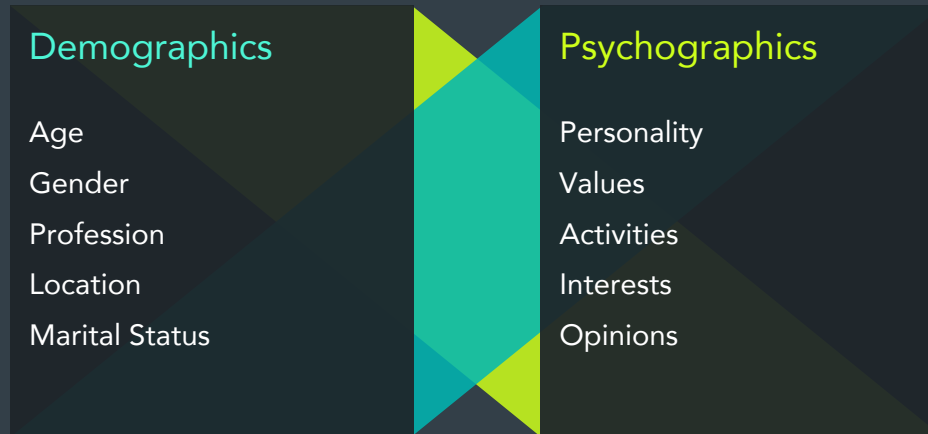 Demographics
Age
Gender
Profession
Location
Marital Status
Psychographics
Personality
Values
Activities
Interests
Opinions